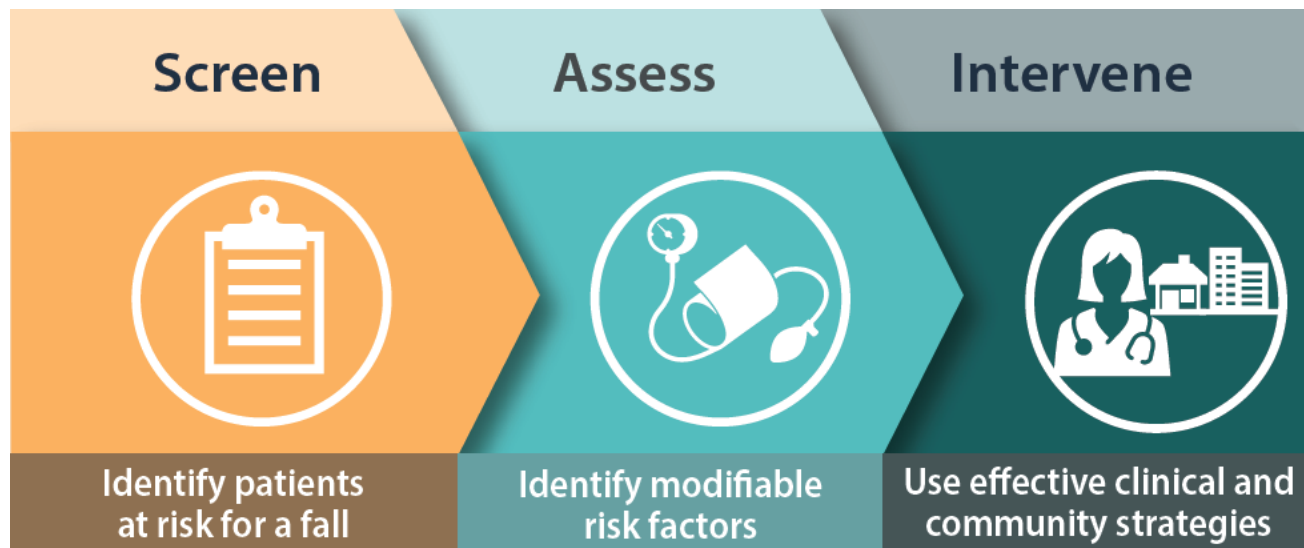 Screen
Assess
Intervene
Identify patients
at risk for a fall
Identify modifiable
risk factors
Use effective clinical and
community strategies